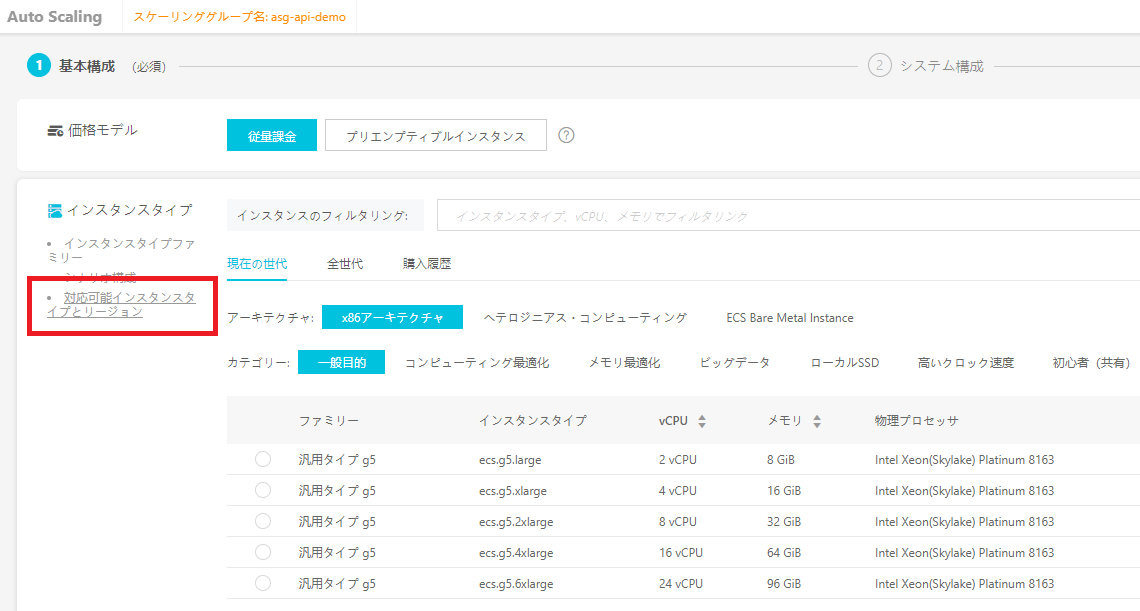 Auto Scaling スケーリンググループ名: asg-api-demo
1 基本構成 (必須) 2 システム構成
価格モデル 従量課金 プリエンプティブルインスタンス ?
インスタンスタイプ インスタンスのフィルタリング: インスタンスタイプ、vCPU、メモリでフィルタリング
• インスタンスタイプファ
ミリー
シナリオ構成
• 対応可能インスタンスタ
イプとリージョン
現在の世代 全世代 購入履歴
アーキテクチャ: x86アーキテクチャ ヘテロジニアス・コンピューティング ECS Bare Metal Instance
カテゴリー: 一般目的 コンピューティング最適化 メモリ最適化 ビッグデータ ローカルSSD 高いクロック速度 初心者（共有）
ファミリー インスタンスタイプ vCPU メモリ 物理プロセッサ
汎用タイプ g5 ecs.g5.large 2 vCPU 8 GiB Intel Xeon(Skylake) Platinum 8163
汎用タイプ g5 ecs.g5.xlarge 4 vCPU 16 GiB Intel Xeon(Skylake) Platinum 8163
汎用タイプ g5 ecs.g5.2xlarge 8 vCPU 32 GiB Intel Xeon(Skylake) Platinum 8163
汎用タイプ g5 ecs.g5.4xlarge 16 vCPU 64 GiB Intel Xeon(Skylake) Platinum 8163
汎用タイプ g5 ecs.g5.6xlarge 24 vCPU 96 GiB Intel Xeon(Skylake) Platinum 8163